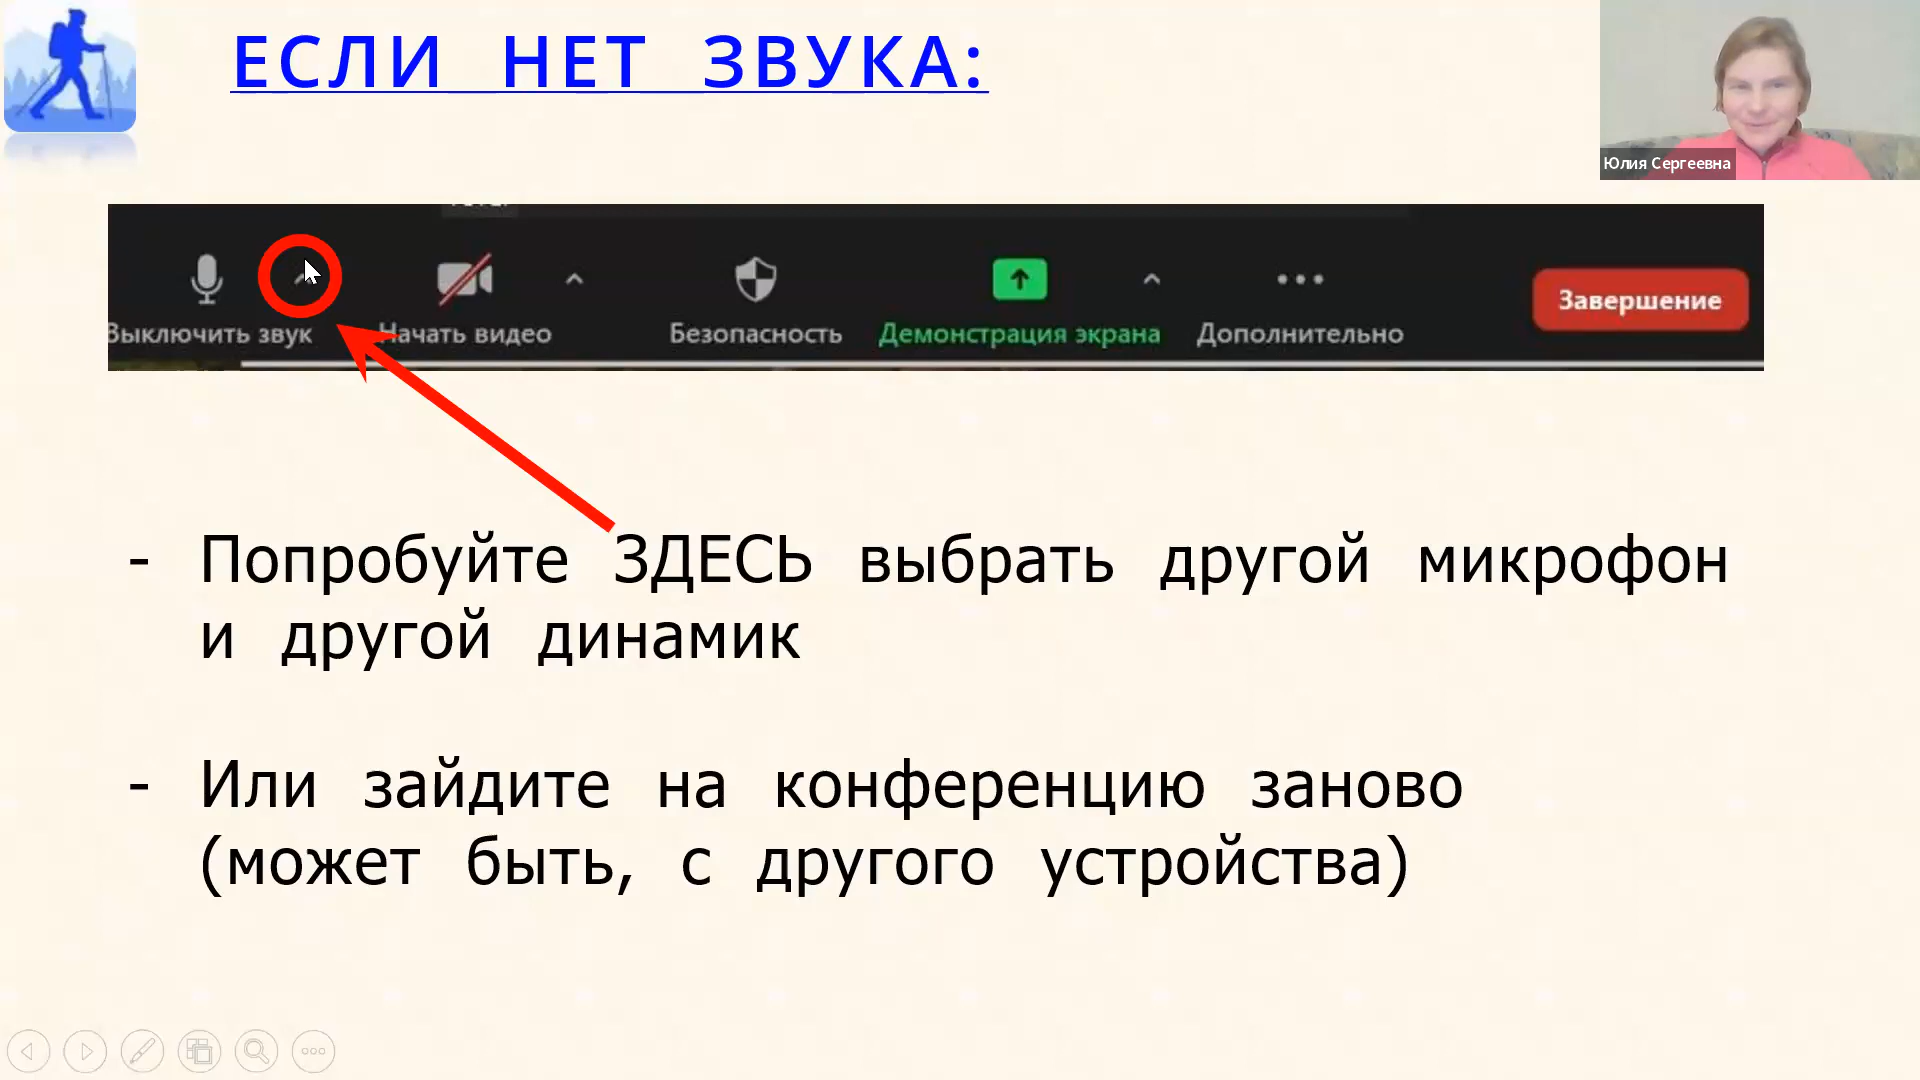 ЕСЛИ НЕТ ЗВУКА:
Юлия Сергеевна
Выключить звук
Начать видео
Безопасность
Демонстрация экрана
Дополнительно
Завершение
- Попробуйте ЗДЕСЬ выбрать другой микрофон
и другой динамик
- Или зайдите на конференцию заново
(может быть, с другого устройства)